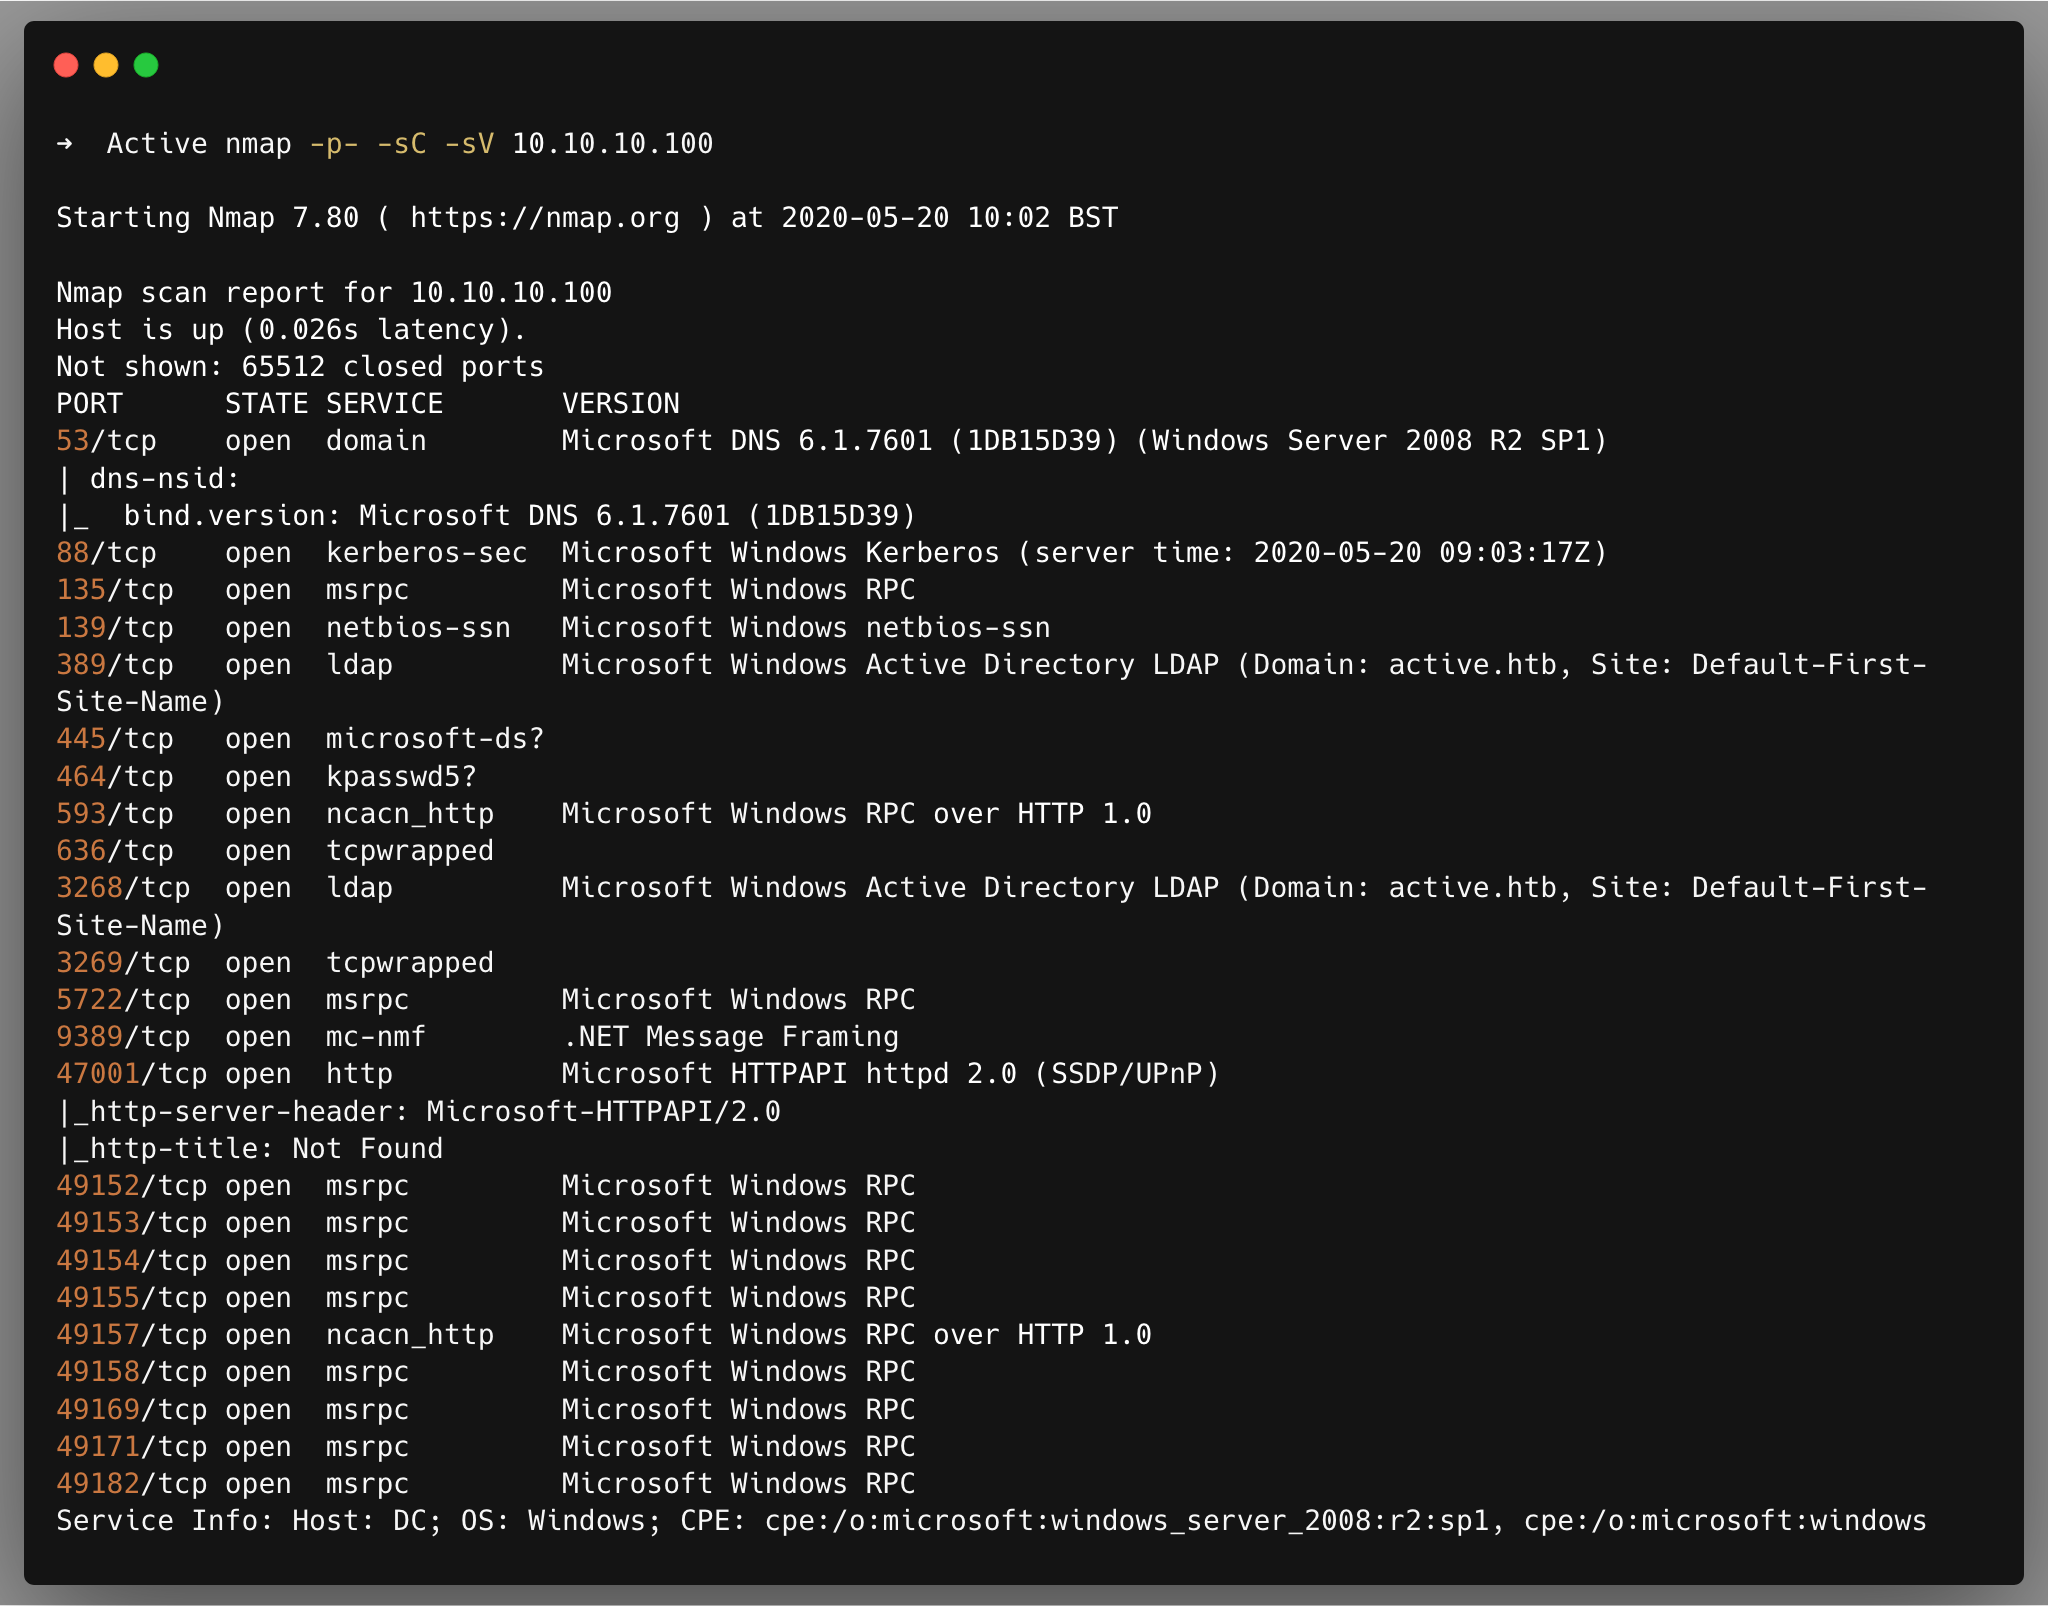 ➜  Active nmap -p- -sC -sV 10.10.10.100
Starting Nmap 7.80 ( https://nmap.org ) at 2020-05-20 10:02 BST
Nmap scan report for 10.10.10.100
Host is up (0.026s latency).
Not shown: 65512 closed ports
PORT      STATE SERVICE       VERSION
53/tcp    open  domain        Microsoft DNS 6.1.7601 (1DB15D39) (Windows Server 2008 R2 SP1)
| dns-nsid:
|_  bind.version: Microsoft DNS 6.1.7601 (1DB15D39)
88/tcp    open  kerberos-sec  Microsoft Windows Kerberos (server time: 2020-05-20 09:03:17Z)
135/tcp   open  msrpc         Microsoft Windows RPC
139/tcp   open  netbios-ssn   Microsoft Windows netbios-ssn
389/tcp   open  ldap          Microsoft Windows Active Directory LDAP (Domain: active.htb, Site: Default-First-
Site-Name)
445/tcp   open  microsoft-ds?
464/tcp   open  kpasswd5?
593/tcp   open  ncacn_http    Microsoft Windows RPC over HTTP 1.0
636/tcp   open  tcpwrapped
3268/tcp  open  ldap          Microsoft Windows Active Directory LDAP (Domain: active.htb, Site: Default-First-
Site-Name)
3269/tcp  open  tcpwrapped
5722/tcp  open  msrpc         Microsoft Windows RPC
9389/tcp  open  mc-nmf        .NET Message Framing
47001/tcp open  http          Microsoft HTTPAPI httpd 2.0 (SSDP/UPnP)
|_http-server-header: Microsoft-HTTPAPI/2.0
|_http-title: Not Found
49152/tcp open  msrpc         Microsoft Windows RPC
49153/tcp open  msrpc         Microsoft Windows RPC
49154/tcp open  msrpc         Microsoft Windows RPC
49155/tcp open  msrpc         Microsoft Windows RPC
49157/tcp open  ncacn_http    Microsoft Windows RPC over HTTP 1.0
49158/tcp open  msrpc         Microsoft Windows RPC
49169/tcp open  msrpc         Microsoft Windows RPC
49171/tcp open  msrpc         Microsoft Windows RPC
49182/tcp open  msrpc         Microsoft Windows RPC
Service Info: Host: DC; OS: Windows; CPE: cpe:/o:microsoft:windows_server_2008:r2:sp1, cpe:/o:microsoft:windows